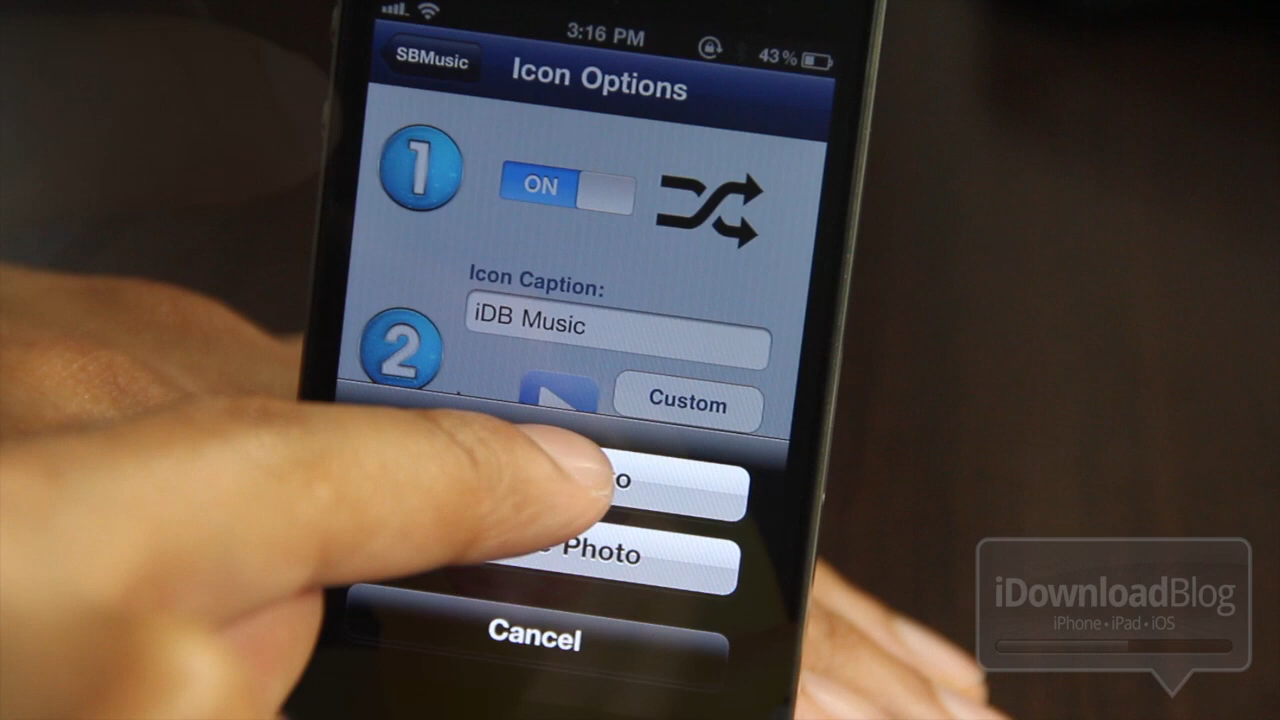 3:16 PM
43%
SBMusic
Icon Options
1
ON
Icon Caption:
iDB Music
2
Custom
Photo
Cancel
iDownloadBlog
iPhone • iPad • iOS